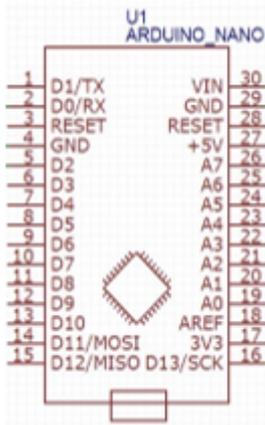 U1
ARDUINO_NANO
1 D1/TX VIN 30
2 D0/RX GND 29
3 RESET RESET 28
4 GND +5V 27
5 D2 A7 26
6 D3 A6 25
7 D4 A5 24
8 D5 A4 23
9 D6 A3 22
10 D7 A2 21
11 D8 A1 20
12 D9 A0 19
13 D10 AREF 18
14 D11/MOSI 3V3 17
15 D12/MISO D13/SCK 16